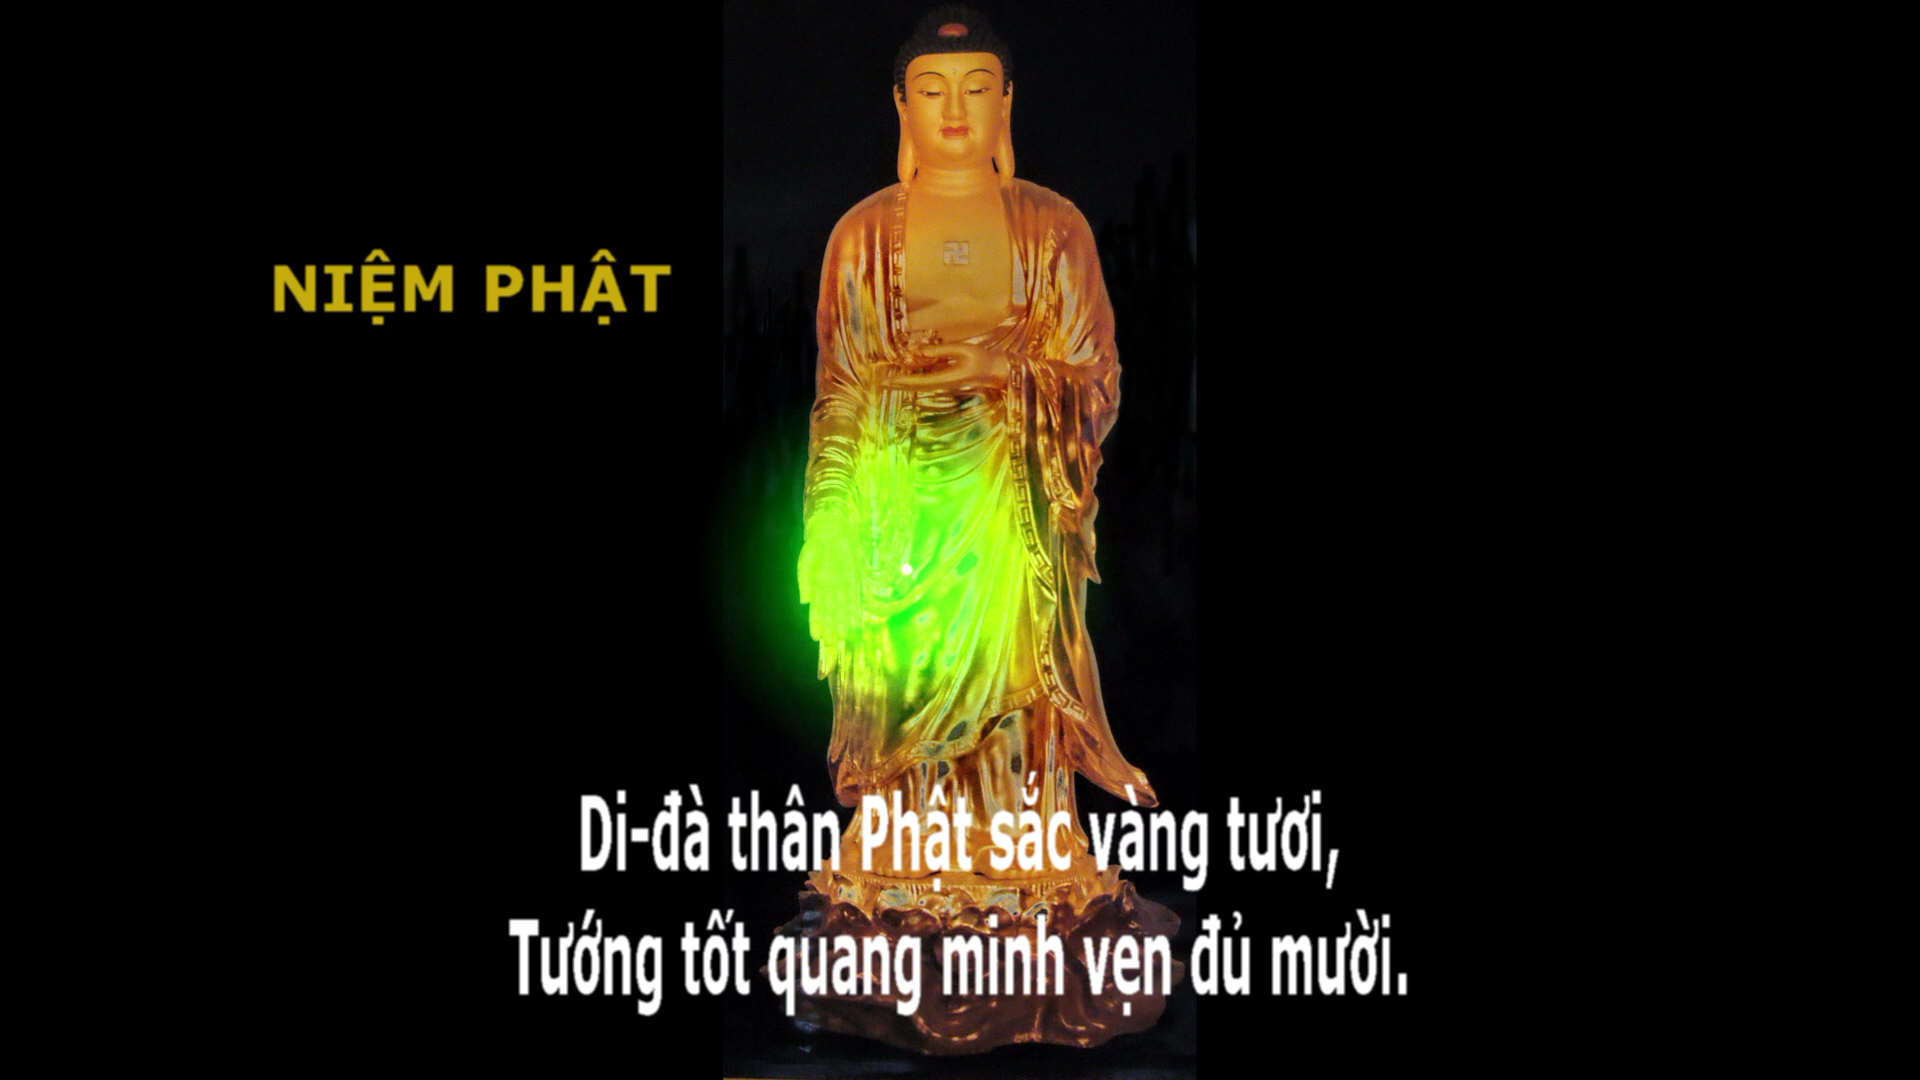 NIỆM PHẬT
Di-đà thân Phật sắc vàng tươi,
Tướng tốt quang minh vẹn đủ mười.